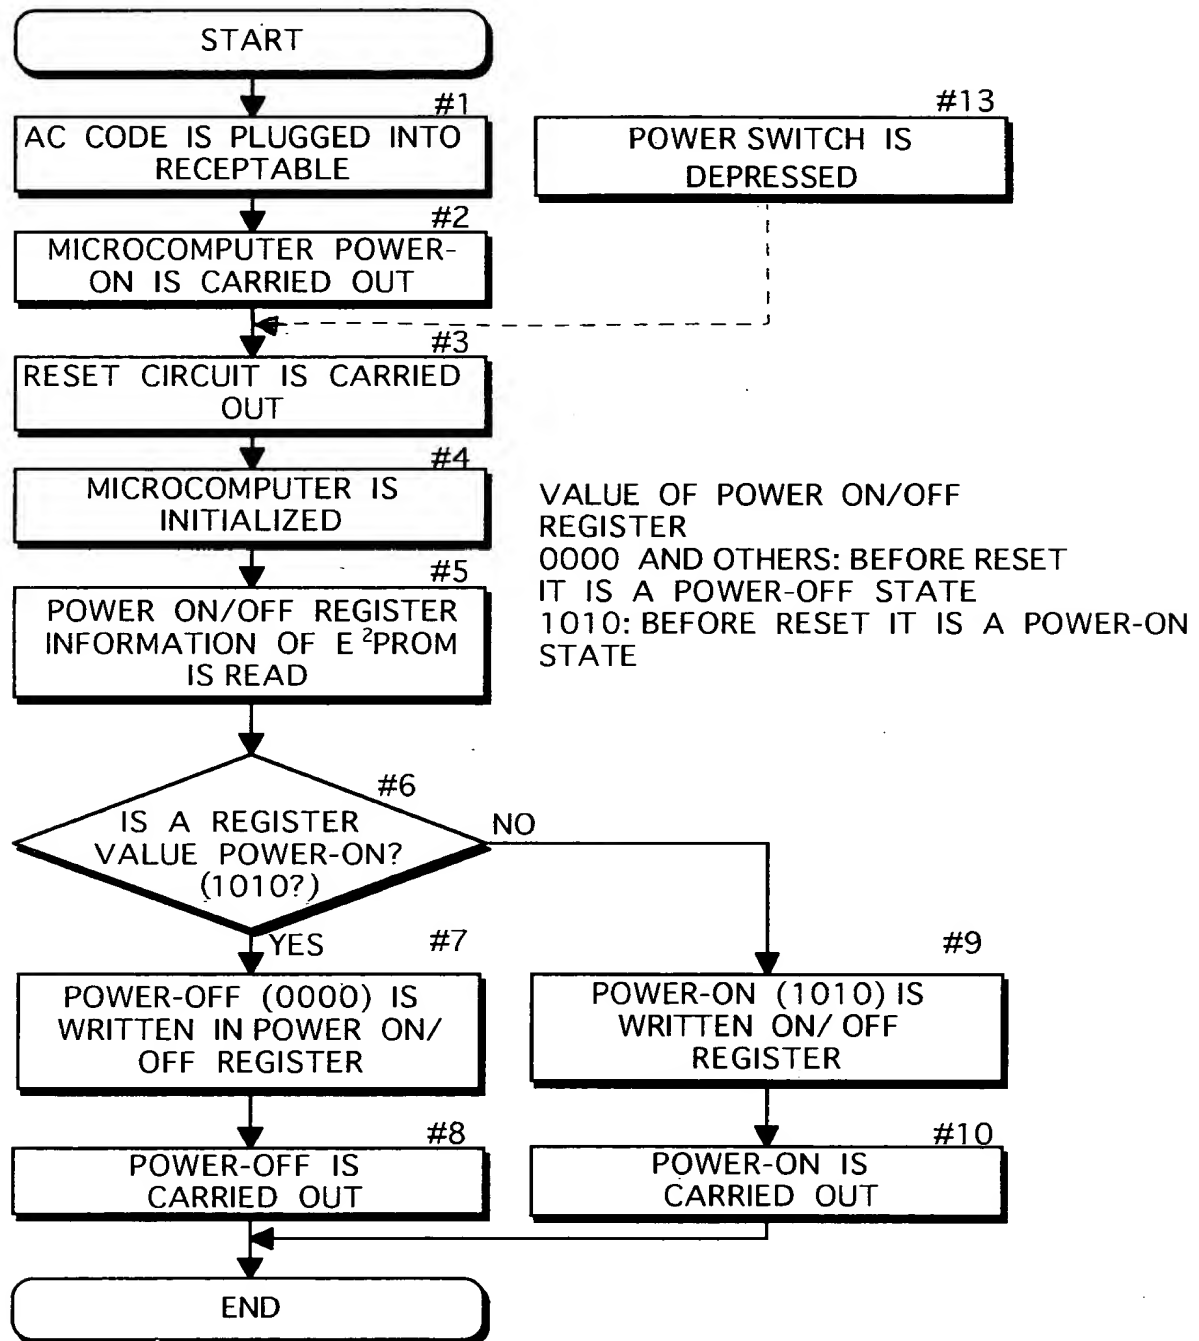 START
#1
AC CODE IS PLUGGED INTO
RECEPTABLE
#13
POWER SWITCH IS
DEPRESSED
#2
MICROCOMPUTER POWER-
ON IS CARRIED OUT
#3
RESET CIRCUIT IS CARRIED
OUT
#4
MICROCOMPUTER IS
INITIALIZED
VALUE OF POWER ON/OFF
REGISTER
0000 AND OTHERS: BEFORE RESET
IT IS A POWER-OFF STATE
1010: BEFORE RESET IT IS A POWER-ON
STATE
#5
POWER ON/OFF REGISTER
INFORMATION OF E²PROM
IS READ
#6
IS A REGISTER
VALUE POWER-ON?
(1010?)
NO
YES
#7
POWER-OFF (0000) IS
WRITTEN IN POWER ON/
OFF REGISTER
#9
POWER-ON (1010) IS
WRITTEN ON/ OFF
REGISTER
#8
POWER-OFF IS
CARRIED OUT
#10
POWER-ON IS
CARRIED OUT
END